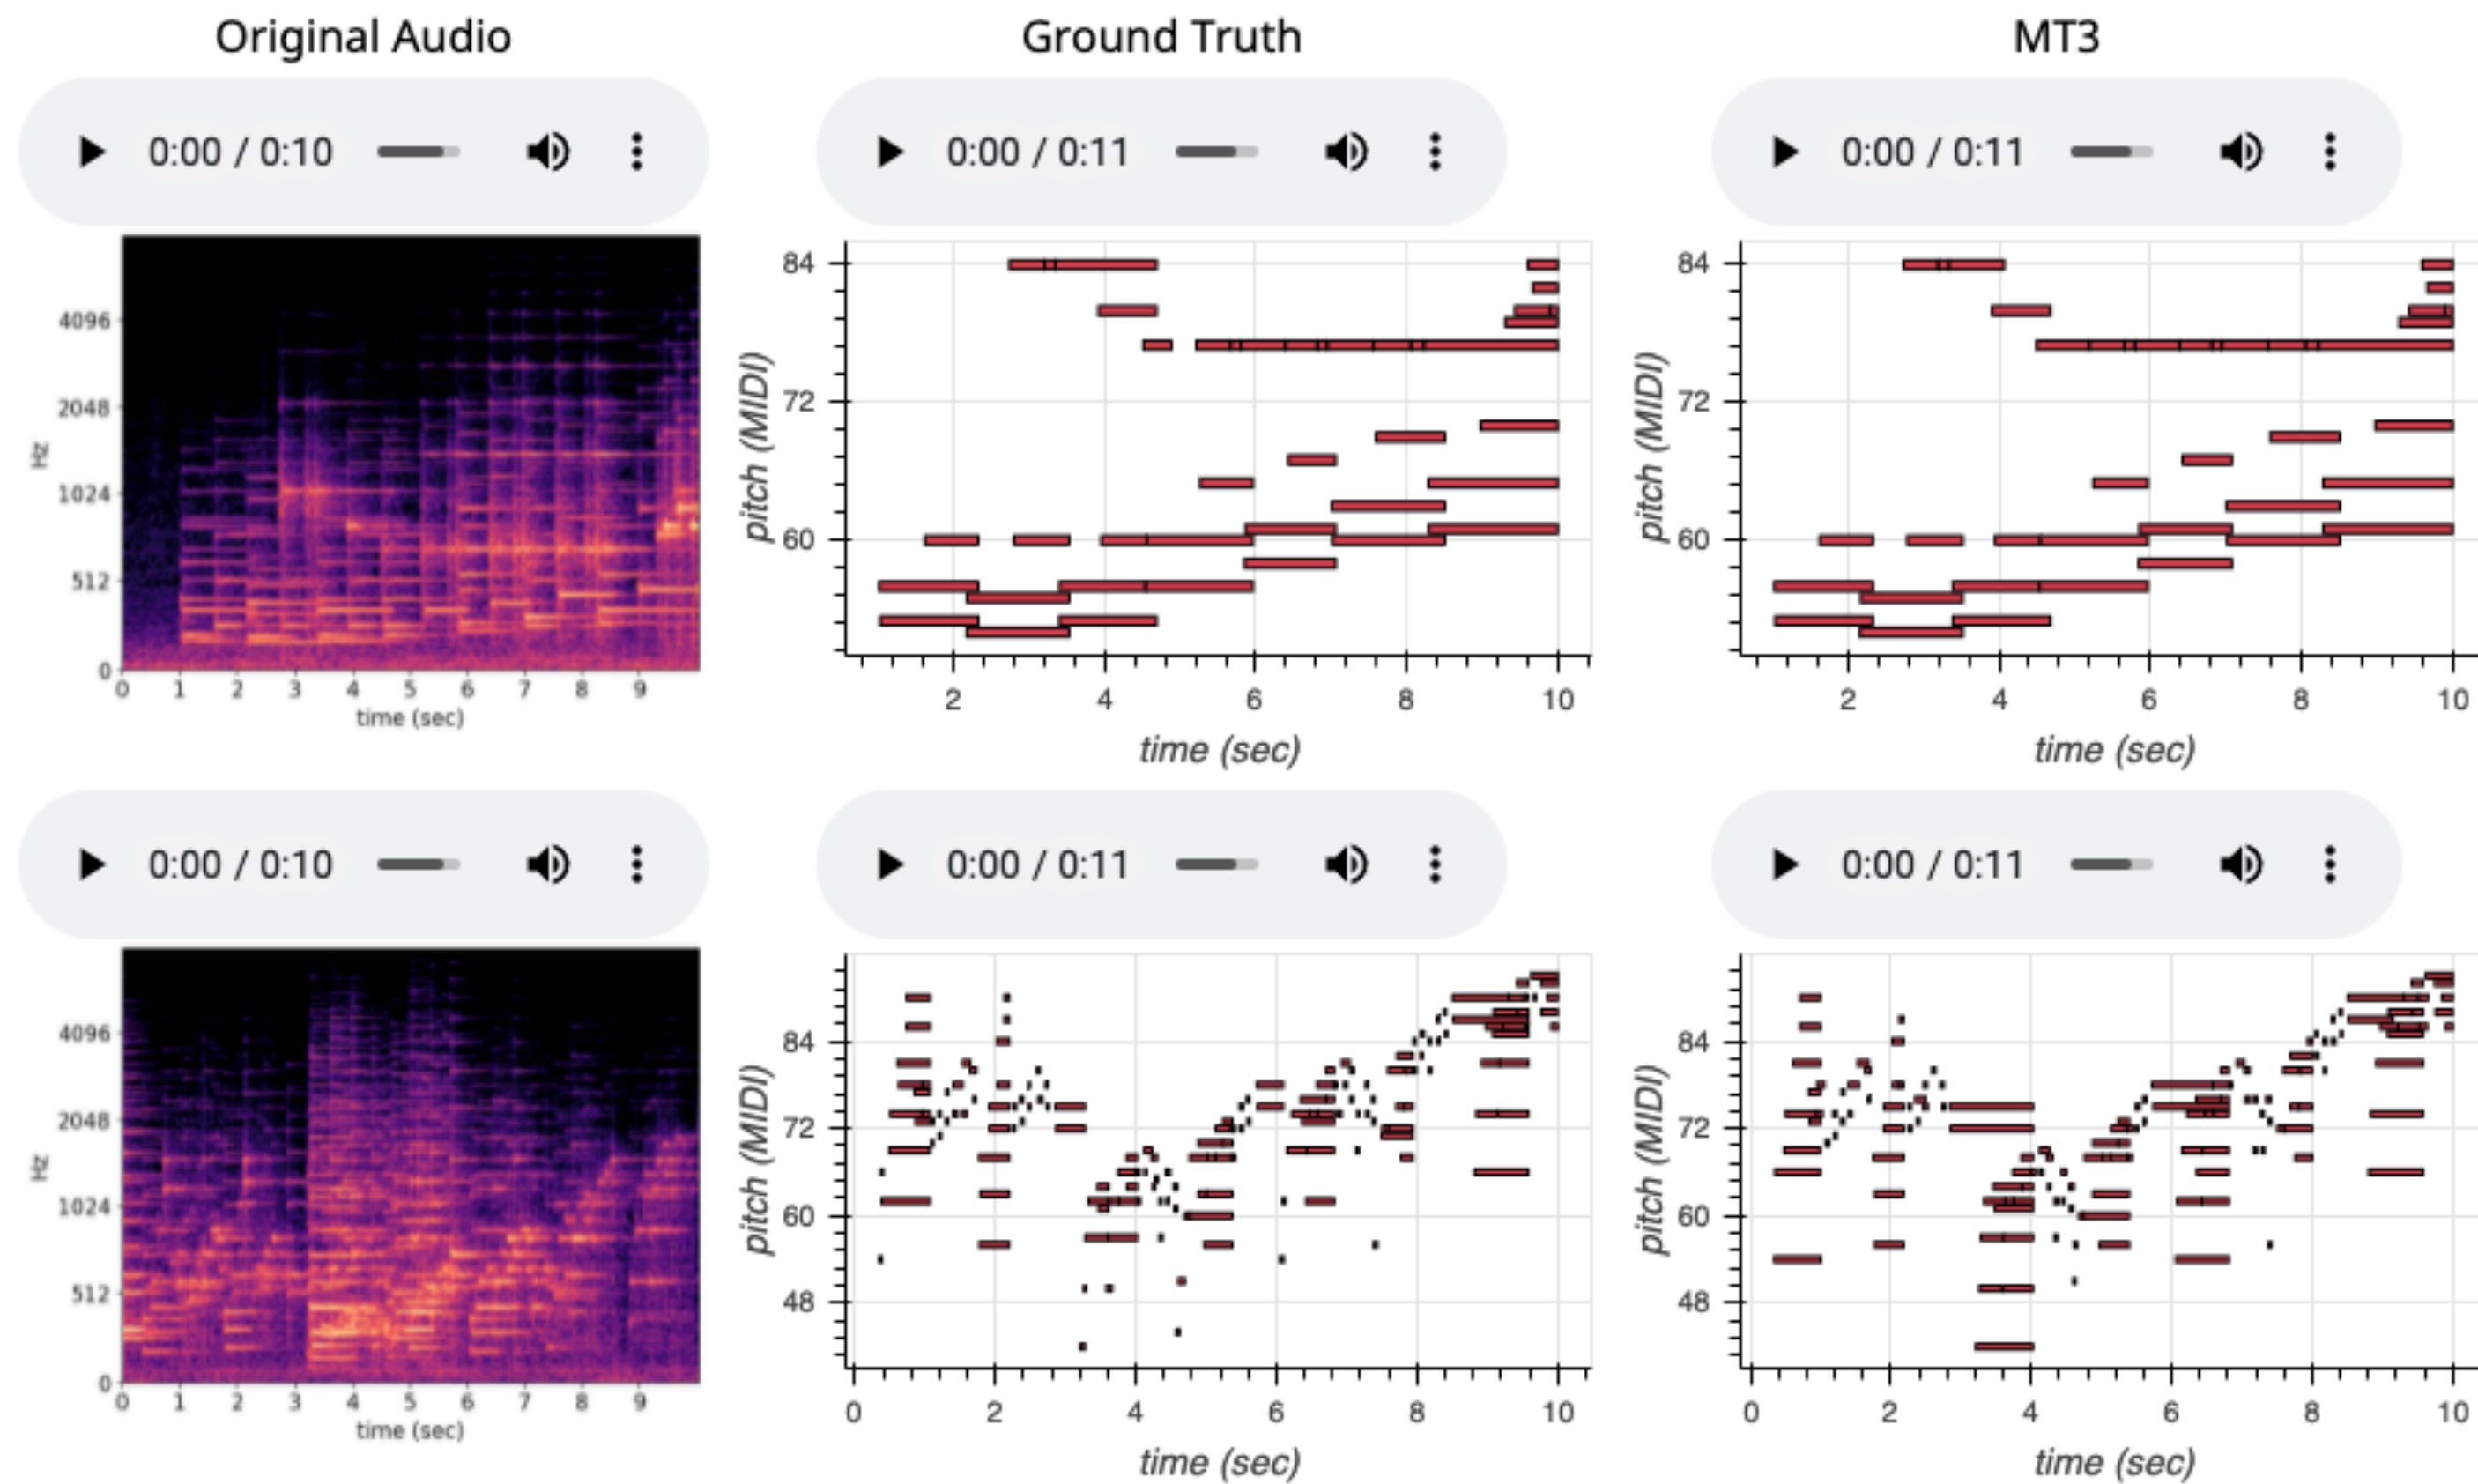 Original Audio
Ground Truth
MT3
0:00 / 0:10
0:00 / 0:11
0:00 / 0:11
Hz
4096
2048
1024
512
0
0 1 2 3 4 5 6 7 8 9
time (sec)
pitch (MIDI)
84
72
60
2 4 6 8 10
time (sec)
pitch (MIDI)
84
72
60
2 4 6 8 10
time (sec)
0:00 / 0:10
0:00 / 0:11
0:00 / 0:11
Hz
4096
2048
1024
512
0
0 1 2 3 4 5 6 7 8 9
time (sec)
pitch (MIDI)
84
72
60
48
0 2 4 6 8 10
time (sec)
pitch (MIDI)
84
72
60
48
0 2 4 6 8 10
time (sec)